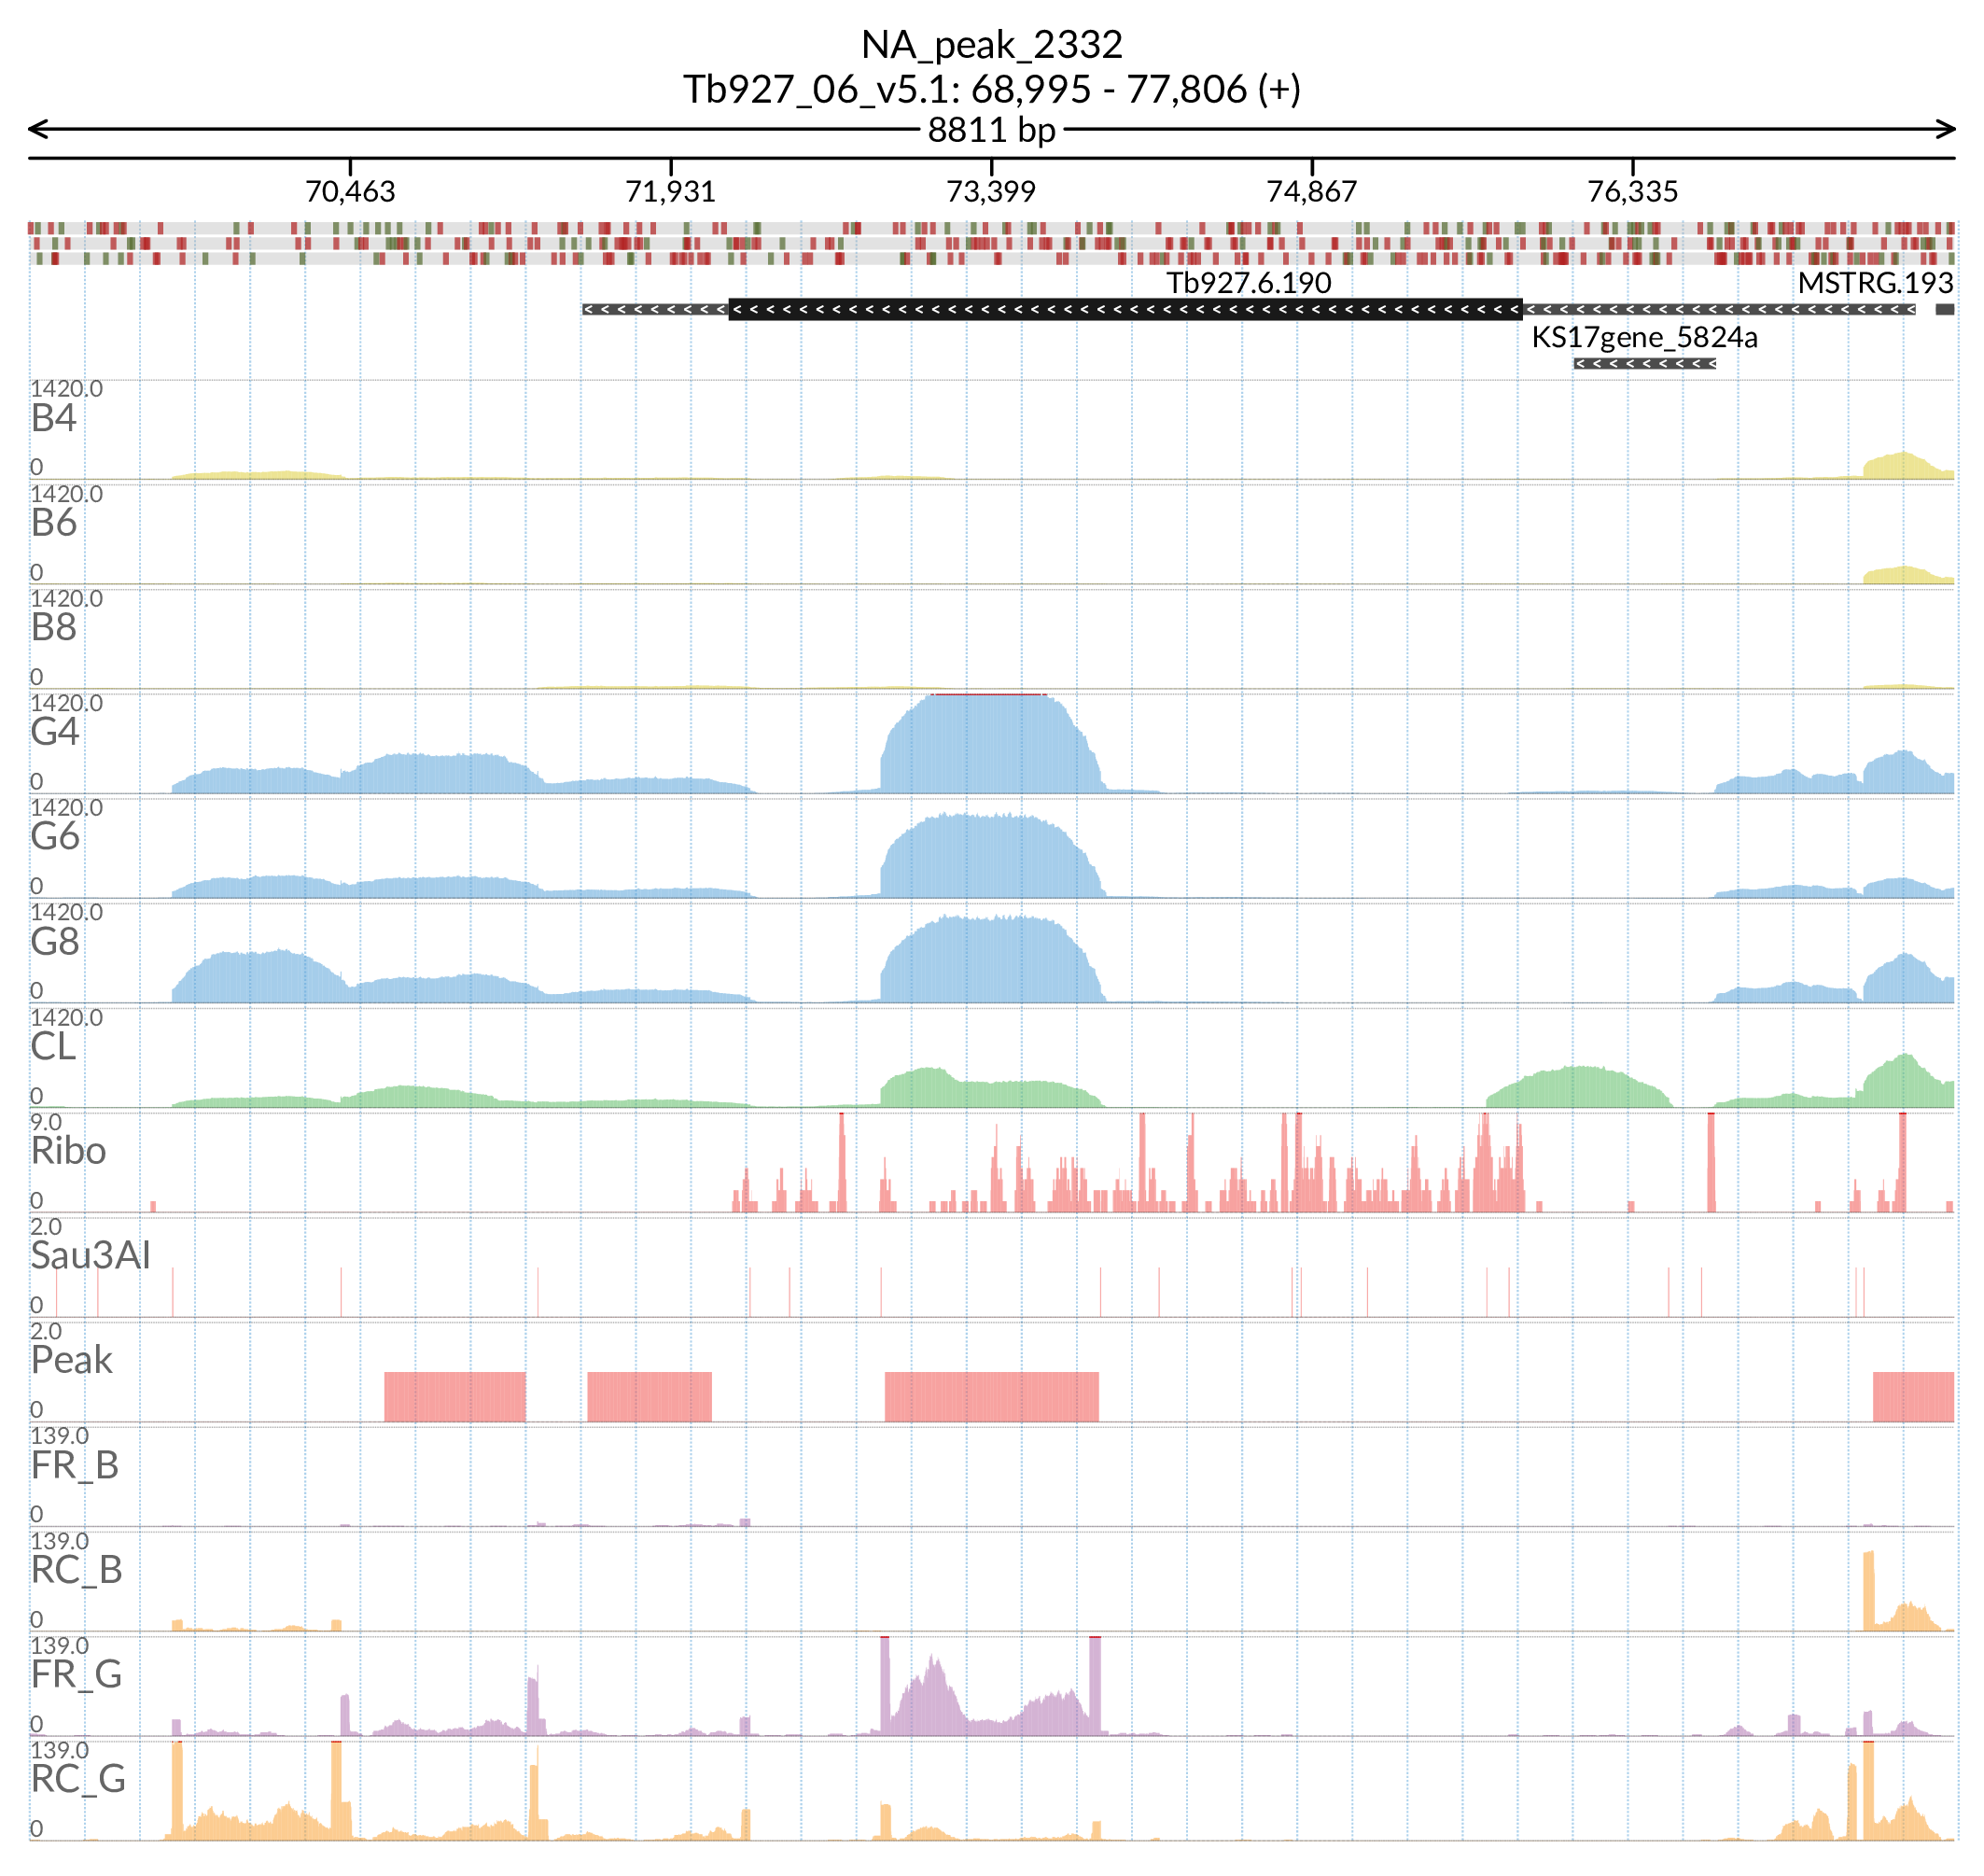 NA_peak_2332
Tb927_06_v5.1: 68,995 - 77,806 (+)
8811 bp
70,463 71,931 73,399 74,867 76,335
Tb927.6.190 MSTRG.193
KS17gene_5824a
1420.0
B4
0
1420.0
B6
0
1420.0
B8
0
1420.0
G4
0
1420.0
G6
0
1420.0
G8
0
1420.0
CL
0
9.0
Ribo
0
2.0
Sau3AI
0
2.0
Peak
0
139.0
FR_B
0
139.0
RC_B
0
139.0
FR_G
0
139.0
RC_G
0